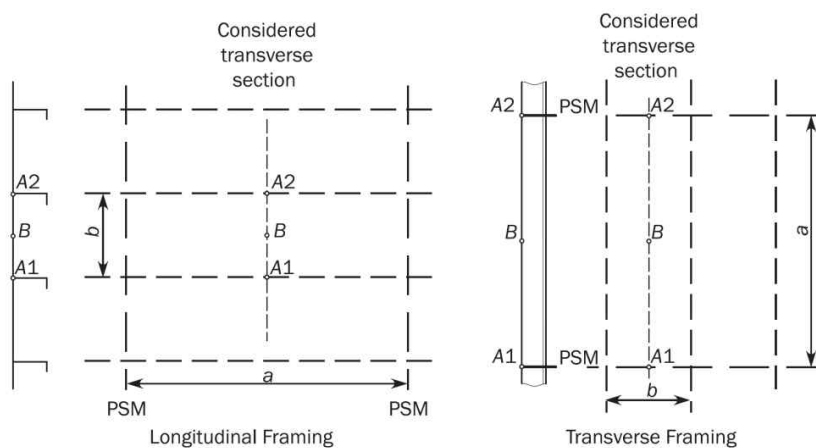 Considered
transverse
section
A2
B
A1
b
A2
B
A1
a
PSM
PSM
Longitudinal Framing
Considered
transverse
section
A2
PSM
A2
B
B
a
A1
PSM
A1
b
Transverse Framing